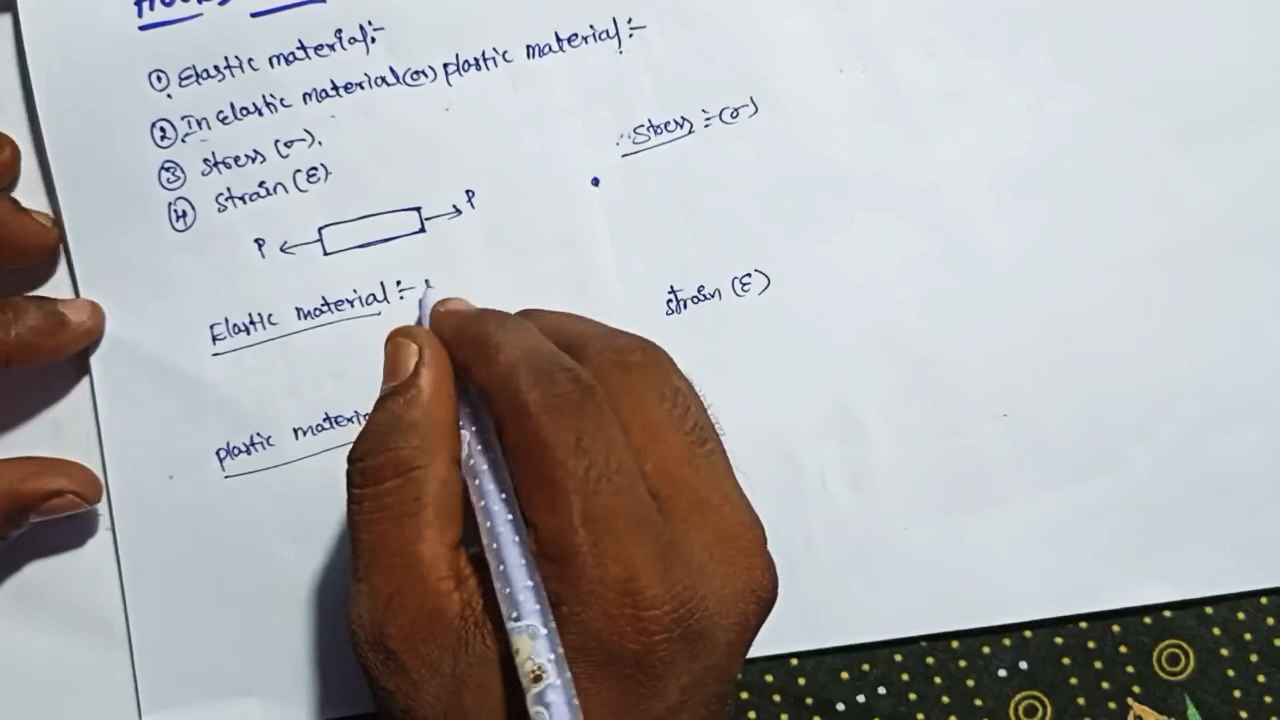 ① Elastic material:-
② In Elastic material (or) plastic material:-
③ stress (σ).
④ strain (ε)
P P
Elastic material :-
plastic
∴ stress :- (σ)
strain (ε)